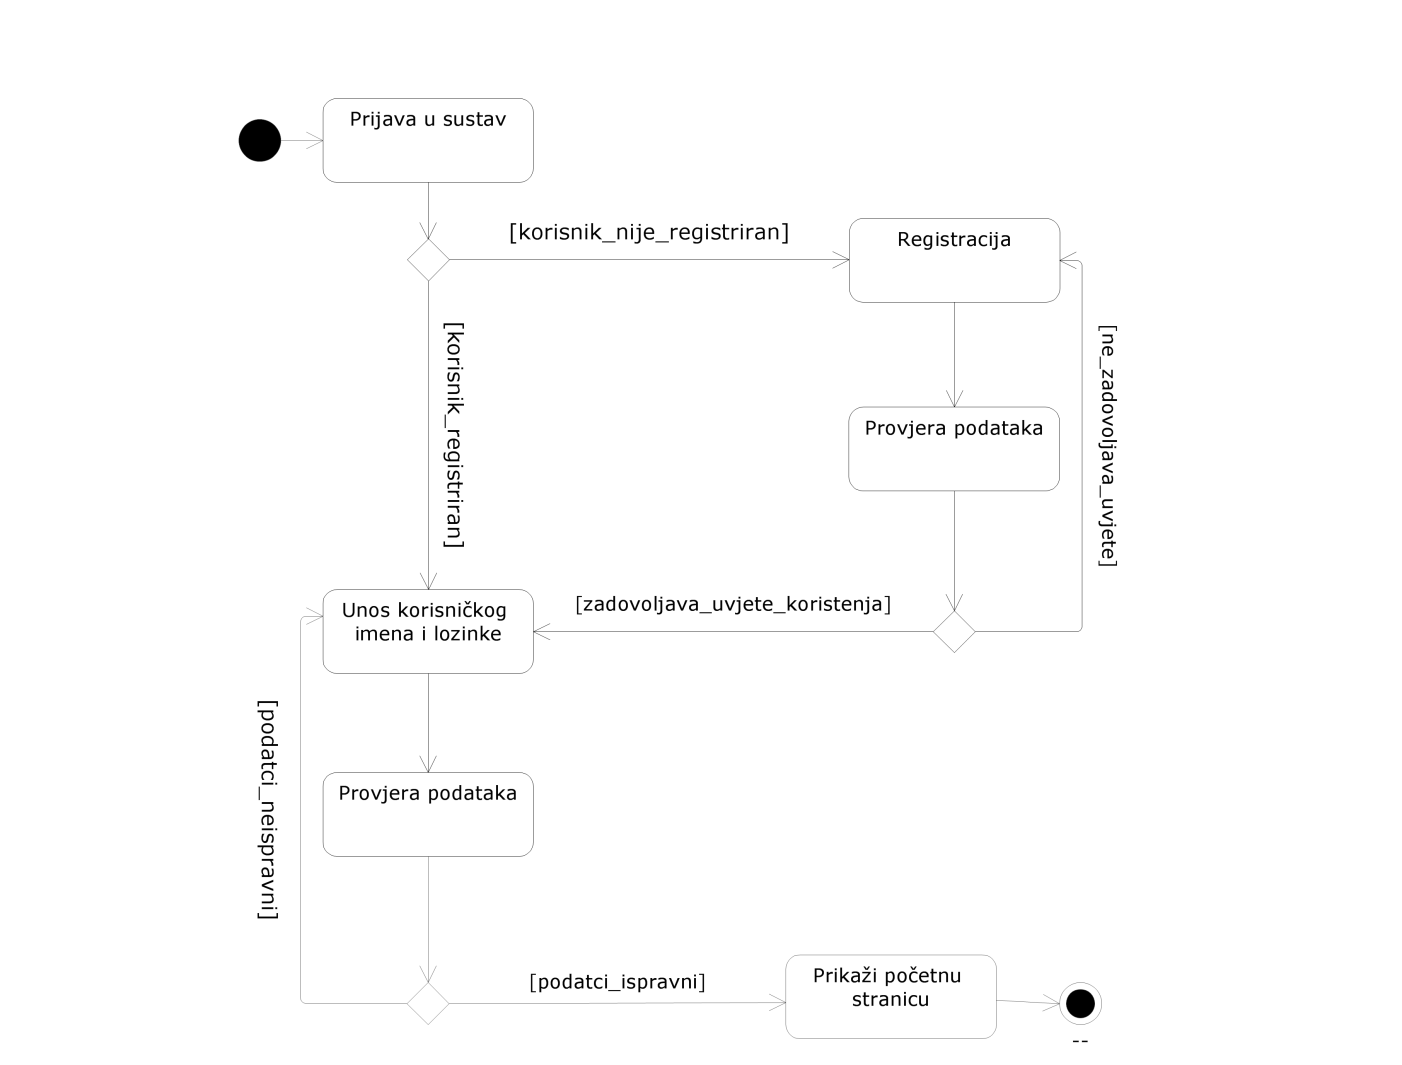 Prijava u sustav
[korisnik_nije_registriran]
Registracija
[korisnik_registriran]
[ne_zadovoljava_uvjete]
Provjera podataka
[zadovoljava_uvjete_koristenja]
Unos korisničkog
imena i lozinke
[podatci_neispravni]
Provjera podataka
[podatci_ispravni]
Prikaži početnu
stranicu
--